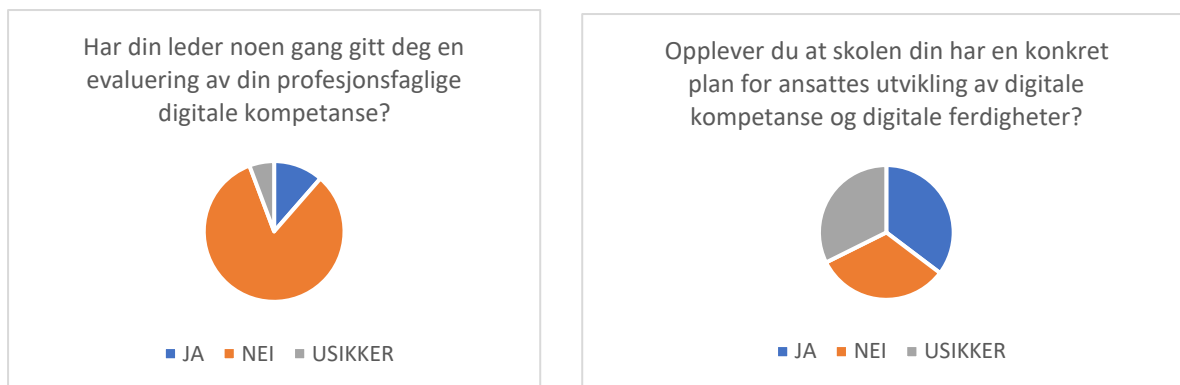 Har din leder noen gang gitt deg en
evaluering av din profesjonsfaglige
digitale kompetanse?
JA NEI USIKKER
Opplever du at skolen din har en konkret
plan for ansattes utvikling av digitale
kompetanse og digitale ferdigheter?
JA NEI USIKKER